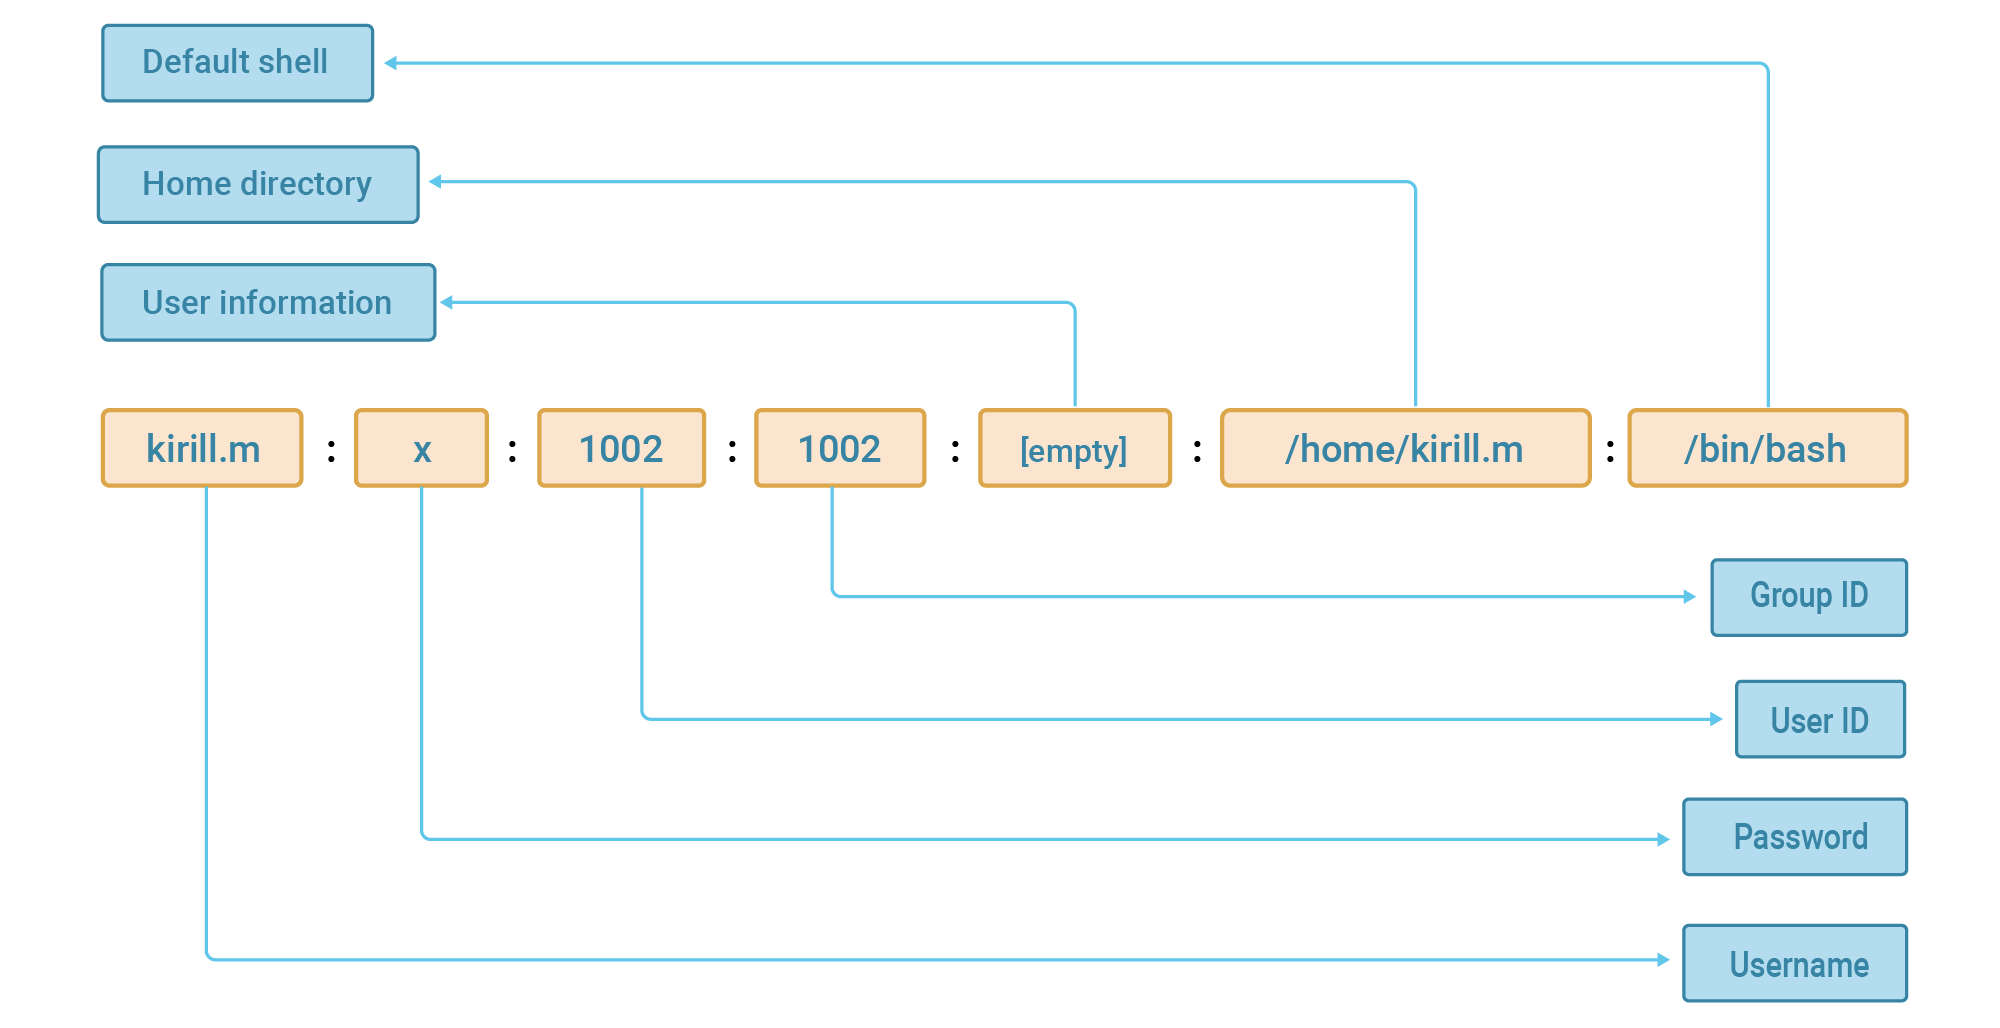 Default shell
Home directory
User information
kirill.m : x : 1002 : 1002 : [empty] : /home/kirill.m : /bin/bash
Group ID
User ID
Password
Username